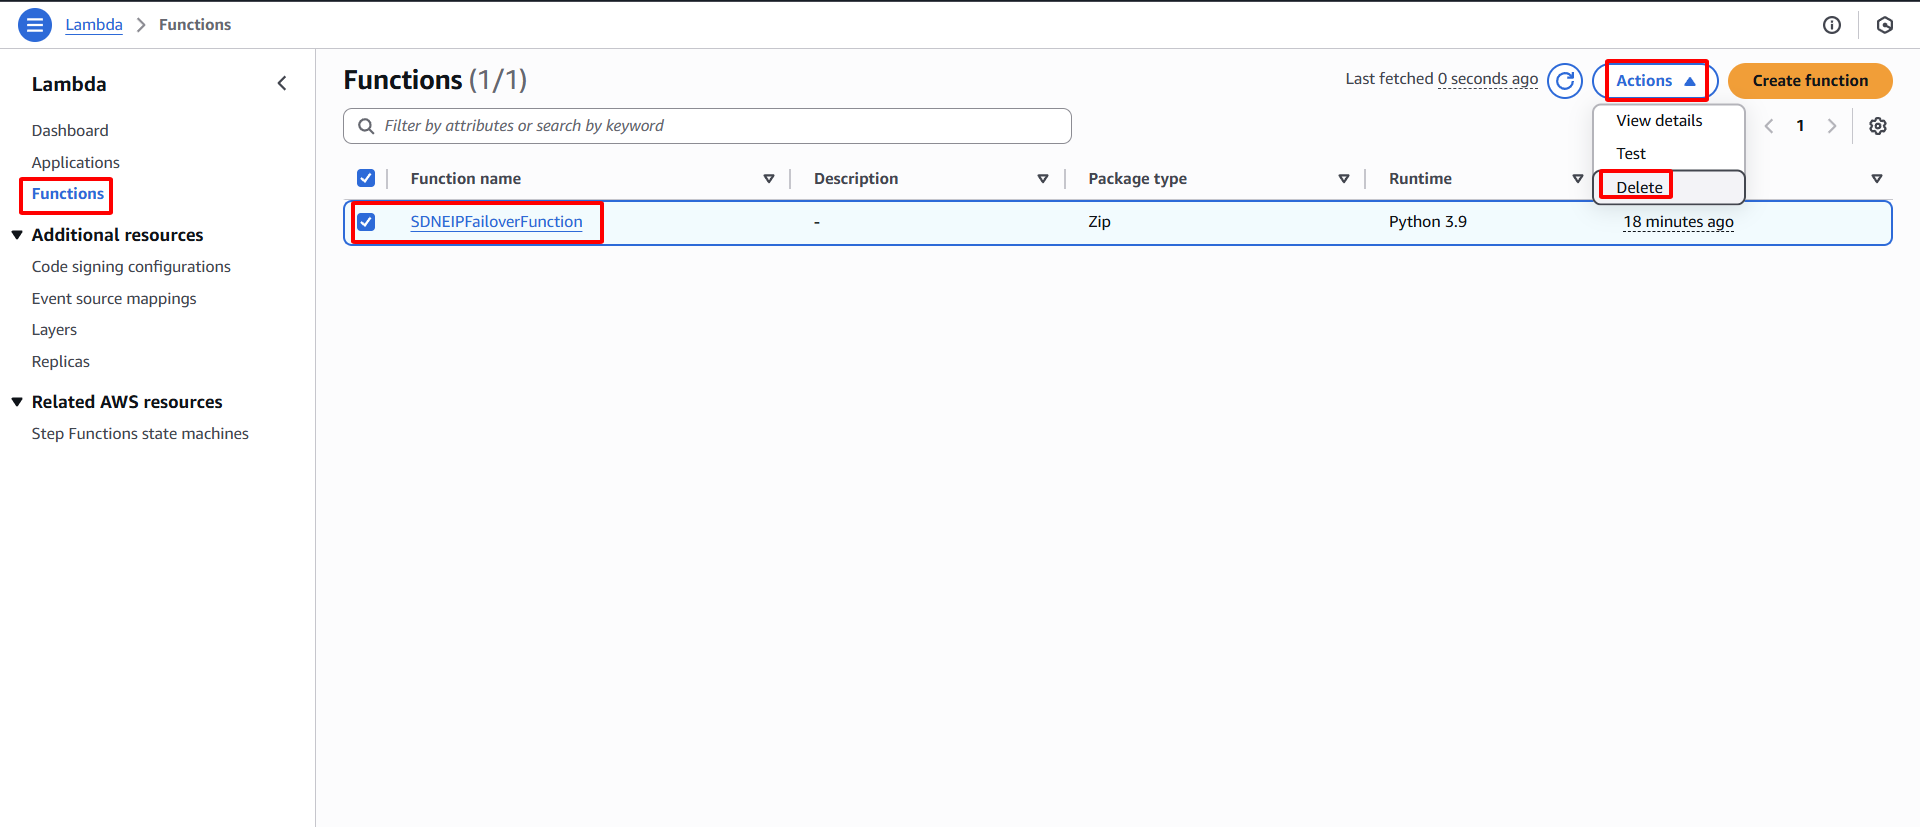 Lambda > Functions
Lambda
Dashboard
Applications
Functions
Additional resources
Code signing configurations
Event source mappings
Layers
Replicas
Related AWS resources
Step Functions state machines
Functions (1/1)
Last fetched 0 seconds ago
Actions
Create function
Filter by attributes or search by keyword
View details
Test
Delete
1
Function name
Description
Package type
Runtime
SDNEIPFailoverFunction
-
Zip
Python 3.9
18 minutes ago